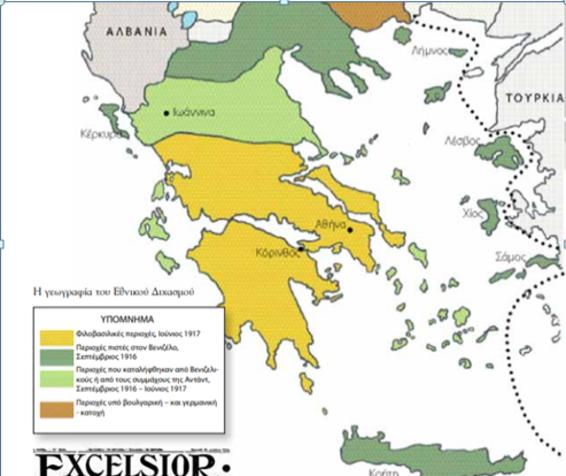 ΑΛΒΑΝΙΑ
Λήμνος
ΤΟΥΡΚΙΑ
Ιωάννινα
Κέρκυρα
Λέσβος
Χίος
Αθήνα
Κόρινθος
Σάμος
Η γεωγραφία του Εθνικού Διχασμού
ΥΠΟΜΝΗΜΑ
Φιλοβασιλικές περιοχές, Ιούνιος 1917
Περιοχές πιστές στον Βενιζέλο,
Σεπτέμβριος 1916
Περιοχές που καταλήφθηκαν από Βενιζελι-
κούς ή από τους συμμάχους της Αντάντ,
Σεπτέμβριος 1916 – Ιούνιος 1917
Περιοχές υπό βουλγαρική – και γερμανική
- κατοχή
EXCELSIOR •
Κρήτη